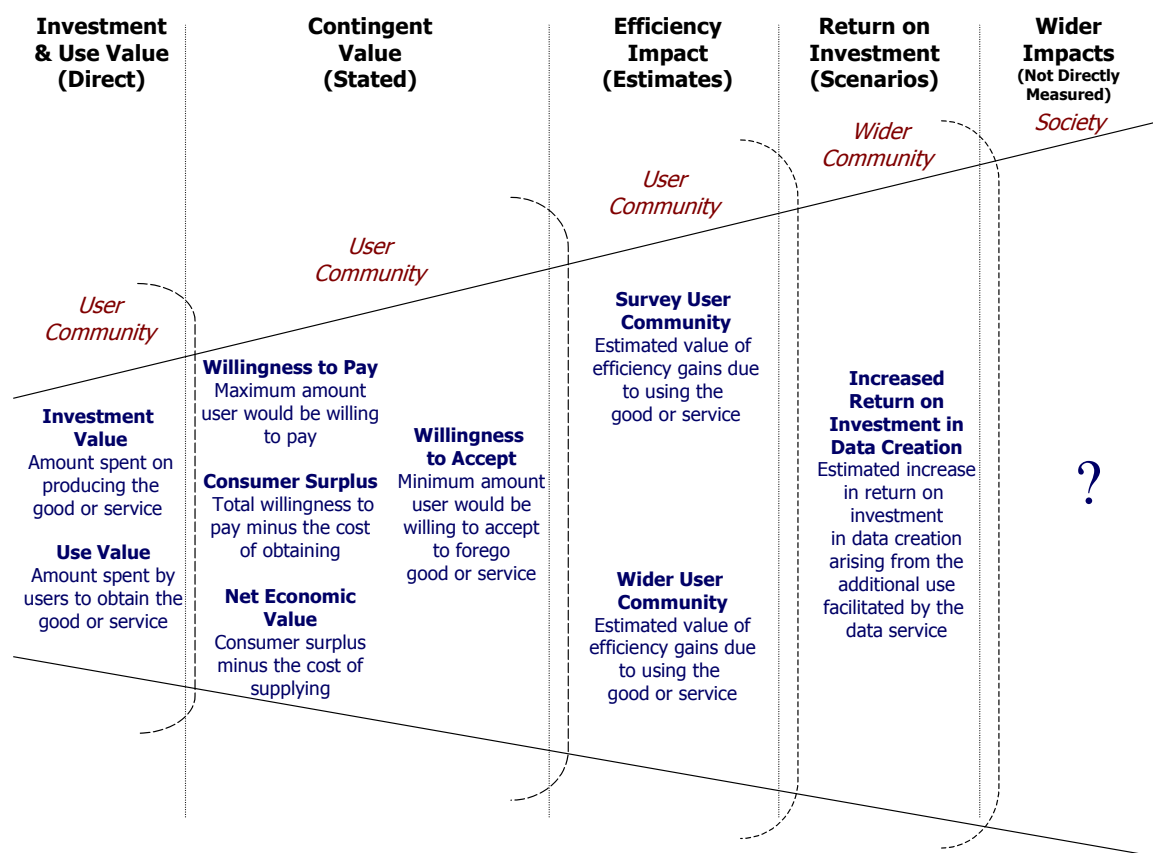 Investment
& Use Value
(Direct)
Contingent
Value
(Stated)
Efficiency
Impact
(Estimates)
Return on
Investment
(Scenarios)
Wider
Impacts
(Not Directly
Measured)
User
Community
User
Community
User
Community
Wider
Community
Society
Investment
Value
Amount spent on
producing the
good or service
Use Value
Amount spent by
users to obtain the
good or service
Willingness to Pay
Maximum amount
user would be willing
to pay
Consumer Surplus
Total willingness to
pay minus the cost
of obtaining
Net Economic
Value
Consumer surplus
minus the cost of
supplying
Willingness
to Accept
Minimum amount
user would be
willing to accept
to forego
good or service
Survey User
Community
Estimated value of
efficiency gains due
to using the
good or service
Wider User
Community
Estimated value of
efficiency gains due
to using the
good or service
Increased
Return on
Investment in
Data Creation
Estimated increase
in return on
investment
in data creation
arising from the
additional use
facilitated by the
data service
?